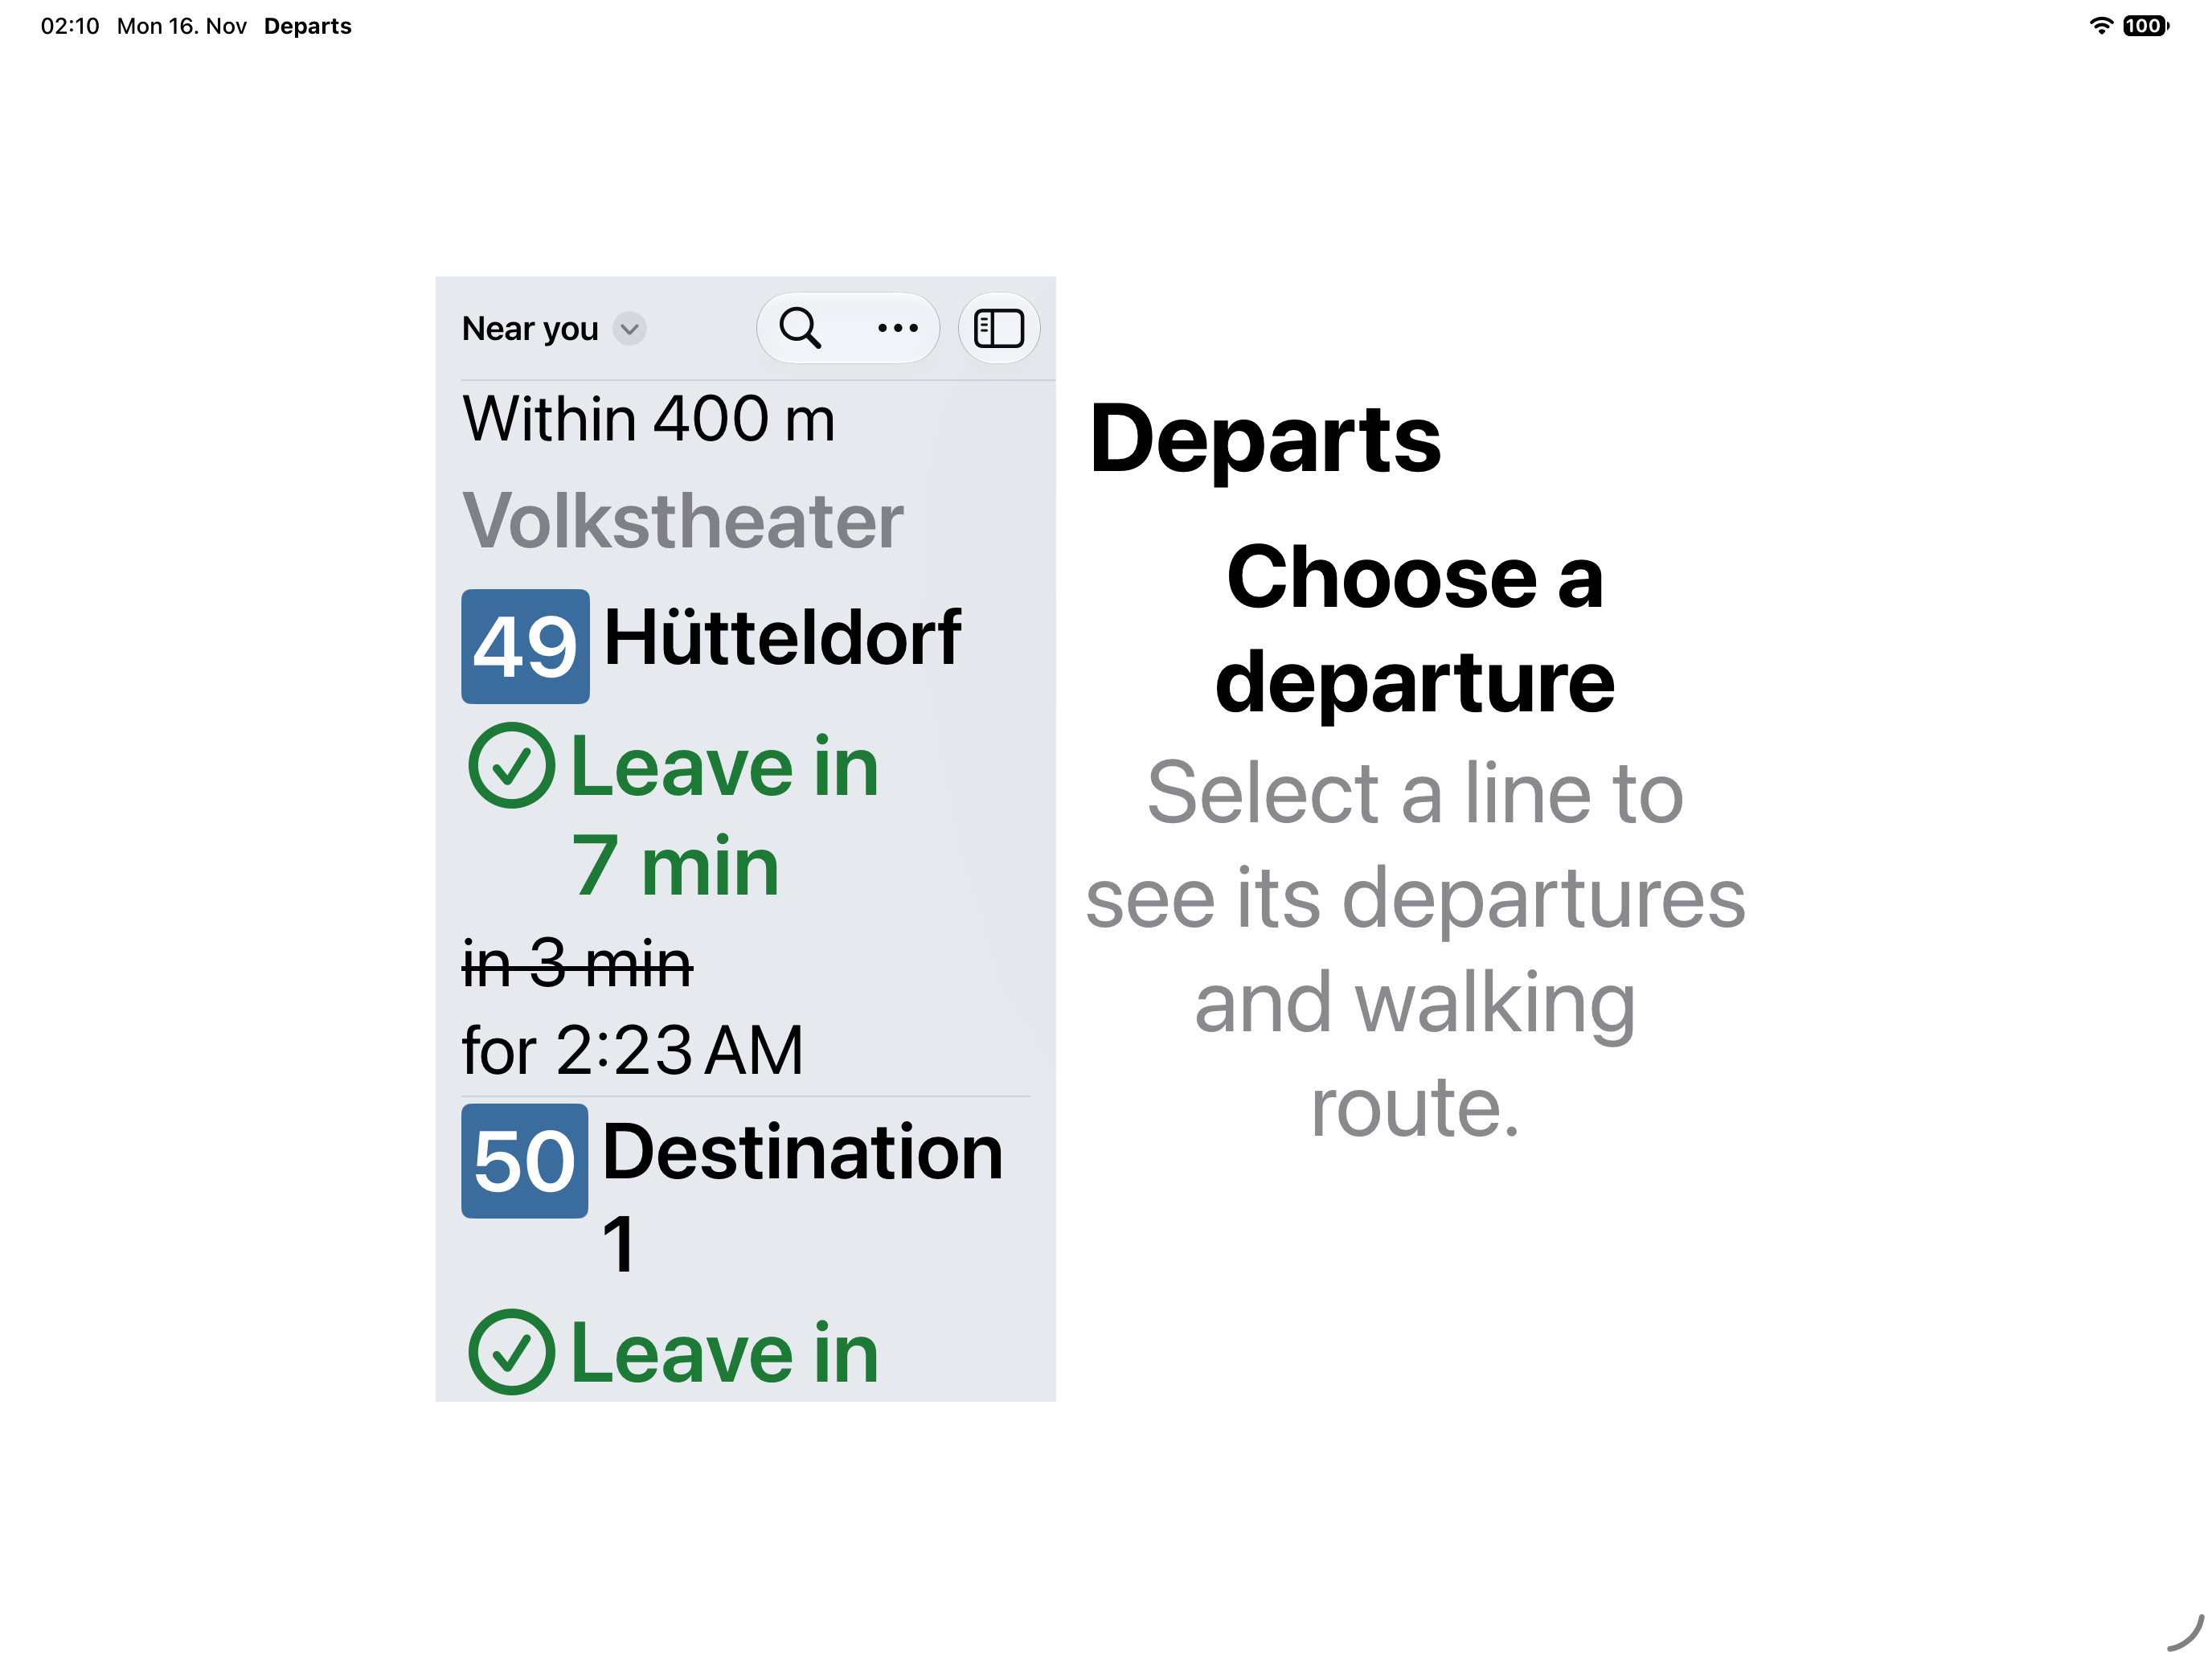 02:10 Mon 16. Nov Departs
100
Near you
Within 400 m
Volkstheater
49 Hütteldorf
Leave in
7 min
in 3 min
for 2:23 AM
50 Destination
1
Leave in
Departs
Choose a
departure
Select a line to
see its departures
and walking
route.